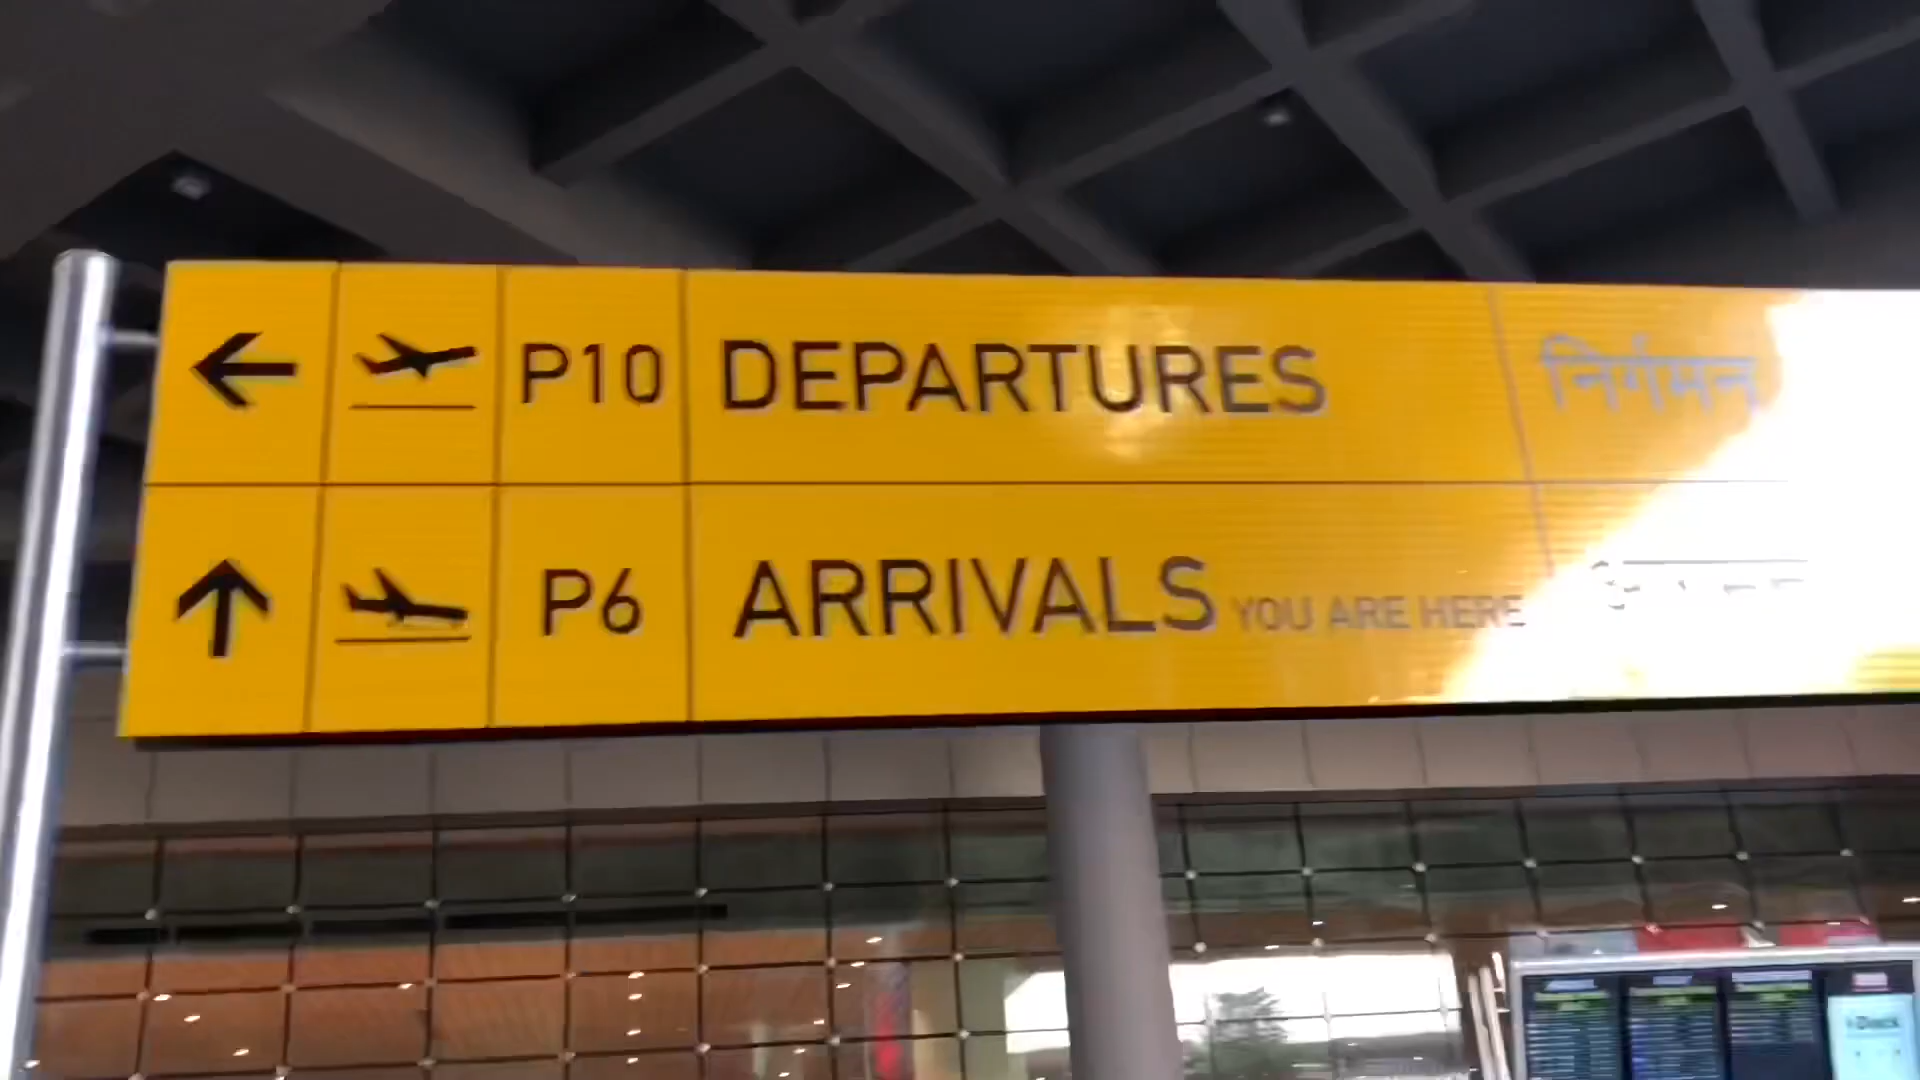 P10 DEPARTURES निर्गमन
P6 ARRIVALS YOU ARE HERE